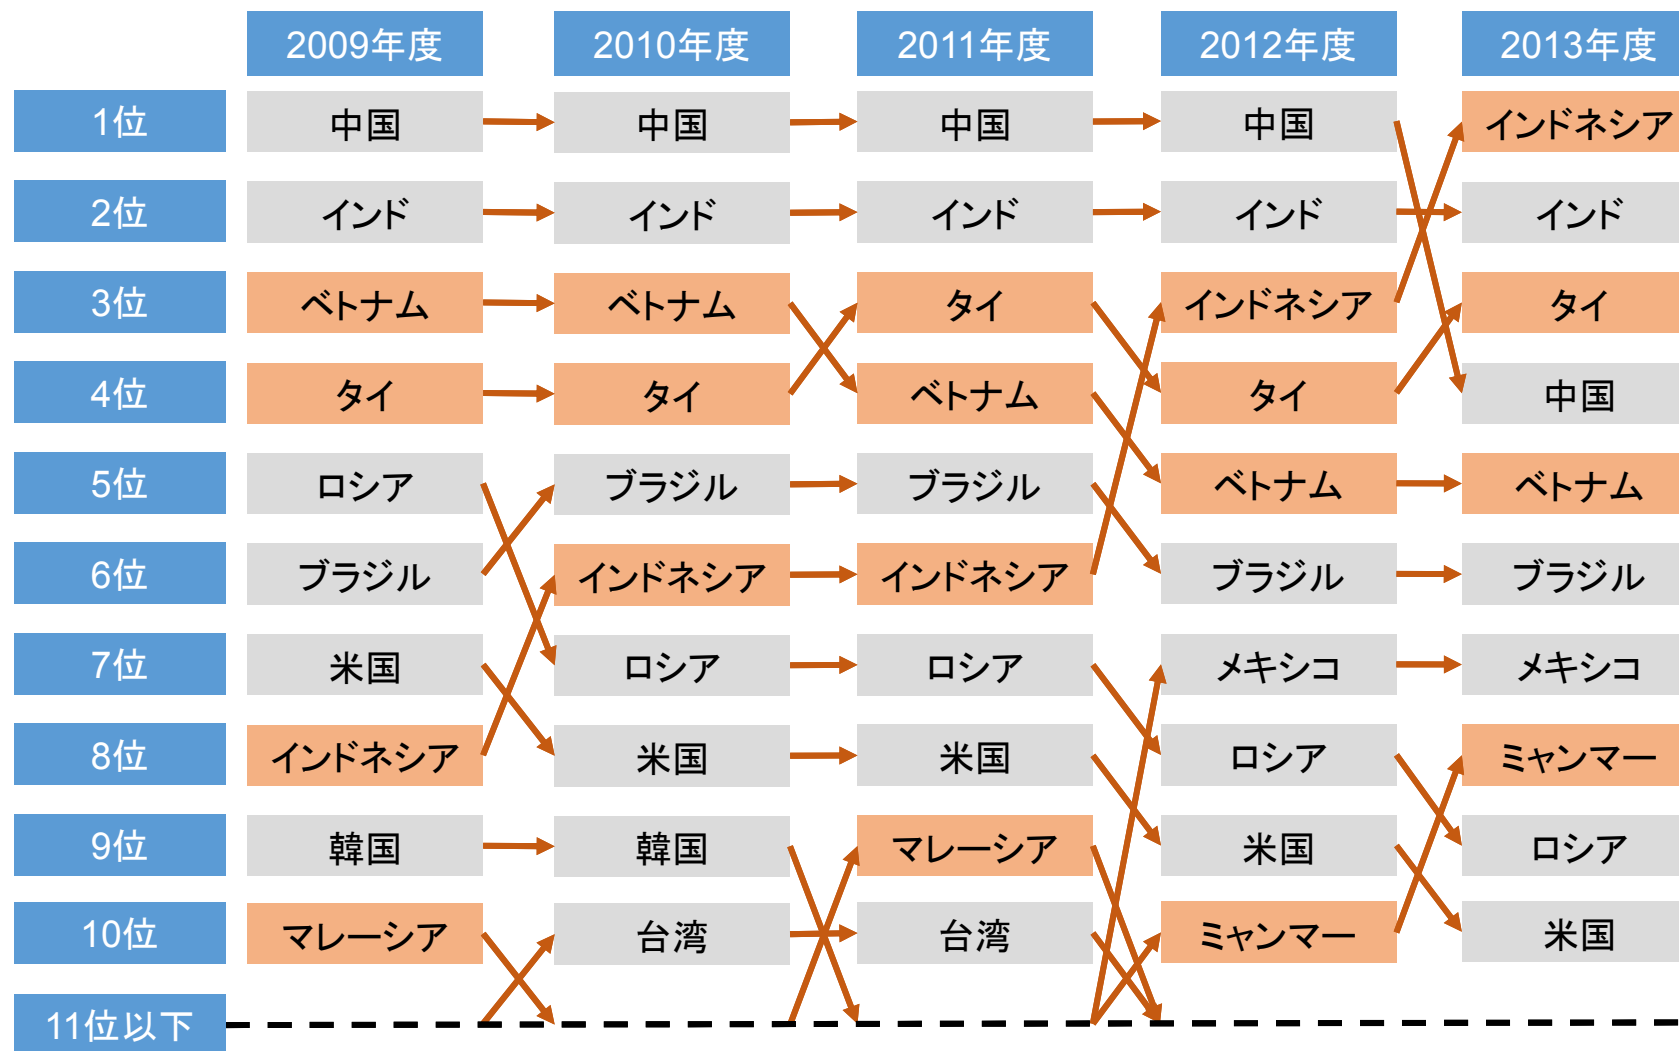 2009年度 2010年度 2011年度 2012年度 2013年度
1位 中国 中国 中国 中国 インドネシア
2位 インド インド インド インド インド
3位 ベトナム ベトナム タイ インドネシア タイ
4位 タイ タイ ベトナム タイ 中国
5位 ロシア ブラジル ブラジル ベトナム ベトナム
6位 ブラジル インドネシア インドネシア ブラジル ブラジル
7位 米国 ロシア ロシア メキシコ メキシコ
8位 インドネシア 米国 米国 ロシア ミャンマー
9位 韓国 韓国 マレーシア 米国 ロシア
10位 マレーシア 台湾 台湾 ミャンマー 米国
11位以下